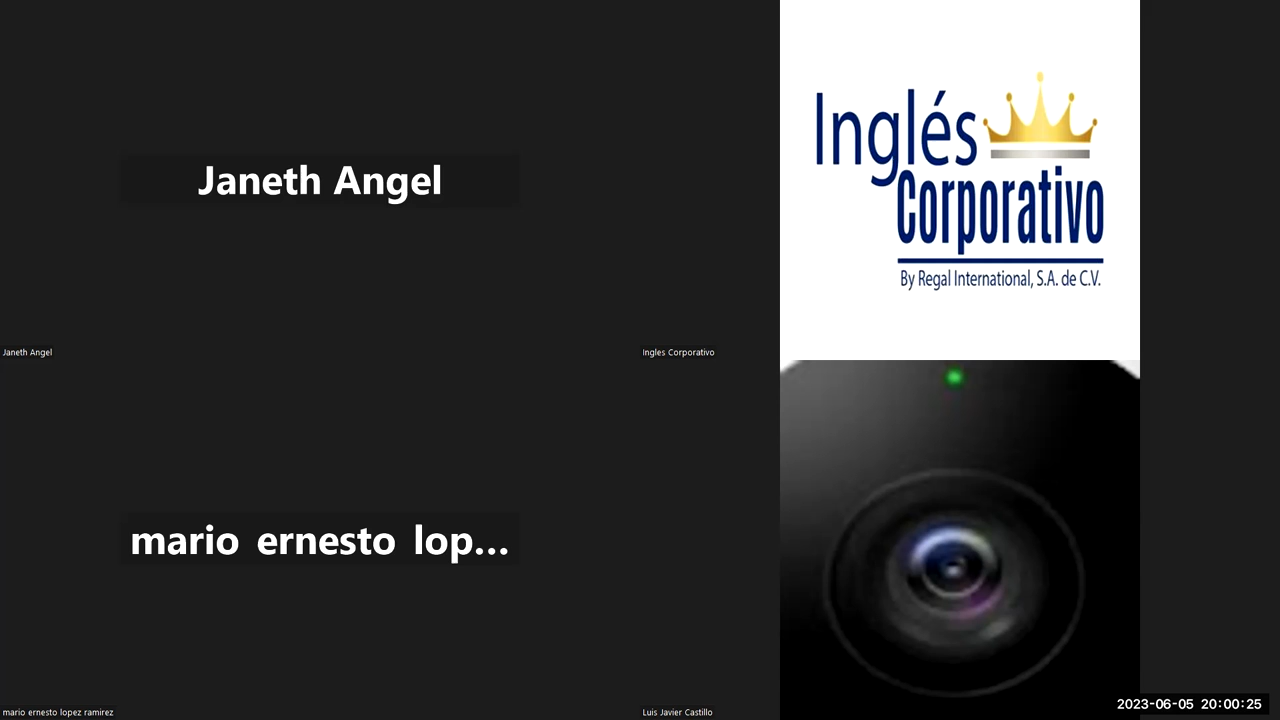 Janeth Angel
Janeth Angel
Inglés
Corporativo
By Regal International, S.A. de C.V.
Ingles Corporativo
mario ernesto lop...
mario ernesto lopez ramirez
Luis Javier Castillo
2023-06-05 20:00:25